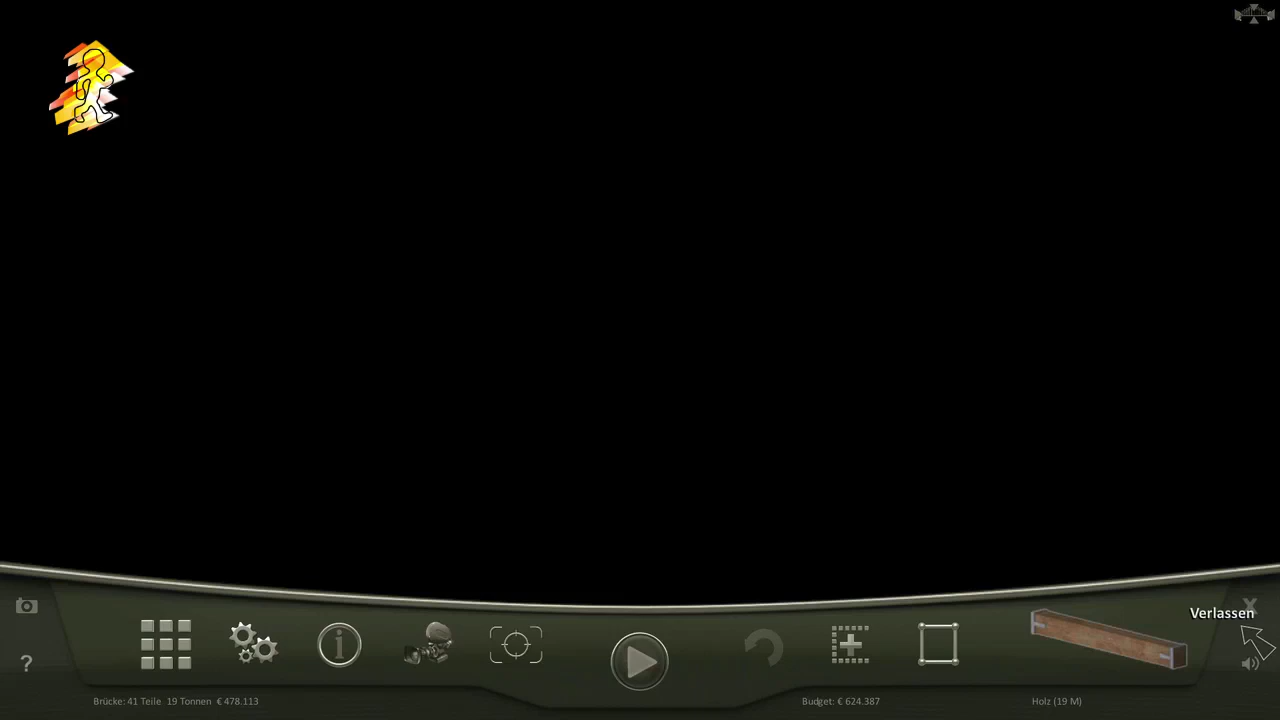 Verlassen
Brücke: 41 Teile 19 Tonnen € 478.113
Budget: € 624.387
Holz (19 M)